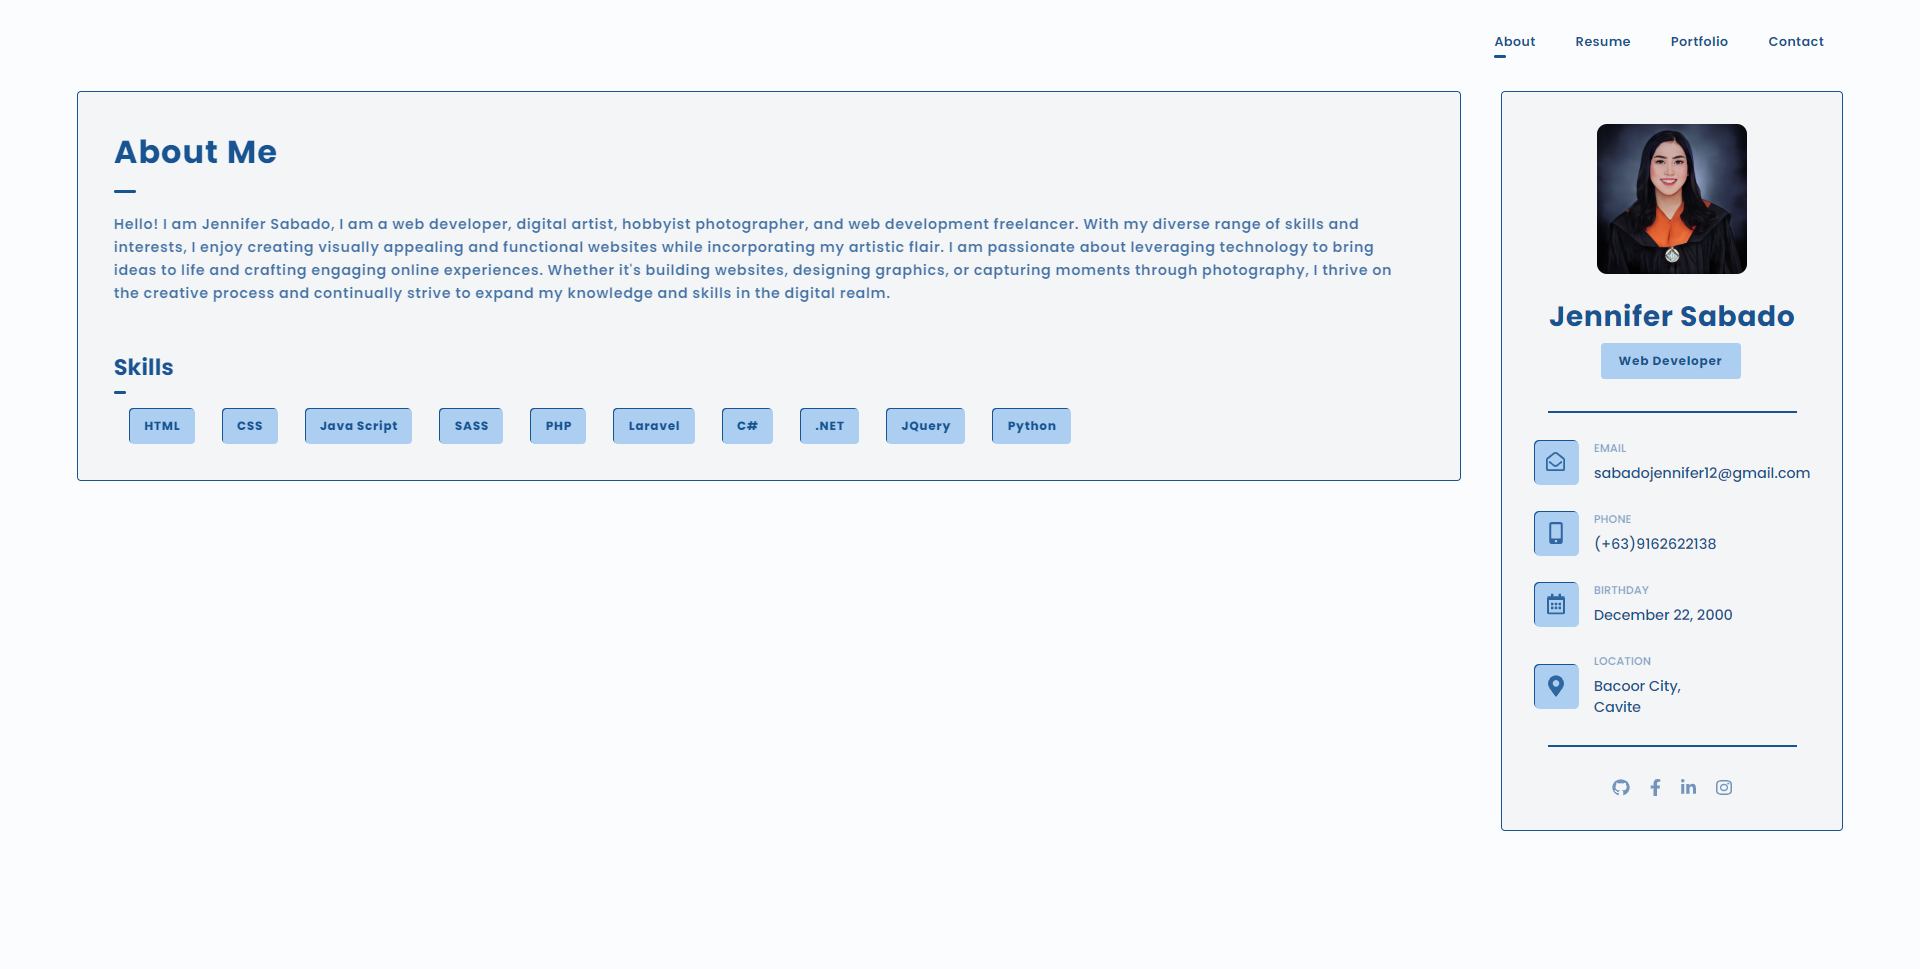 About
Resume
Portfolio
Contact
About Me
Hello! I am Jennifer Sabado, I am a web developer, digital artist, hobbyist photographer, and web development freelancer. With my diverse range of skills and
interests, I enjoy creating visually appealing and functional websites while incorporating my artistic flair. I am passionate about leveraging technology to bring
ideas to life and crafting engaging online experiences. Whether it's building websites, designing graphics, or capturing moments through photography, I thrive on
the creative process and continually strive to expand my knowledge and skills in the digital realm.
Skills
HTML
CSS
Java Script
SASS
PHP
Laravel
C#
.NET
JQuery
Python
Jennifer Sabado
Web Developer
EMAIL
sabadojennifer12@gmail.com
PHONE
(+63)9162622138
BIRTHDAY
December 22, 2000
LOCATION
Bacoor City,
Cavite